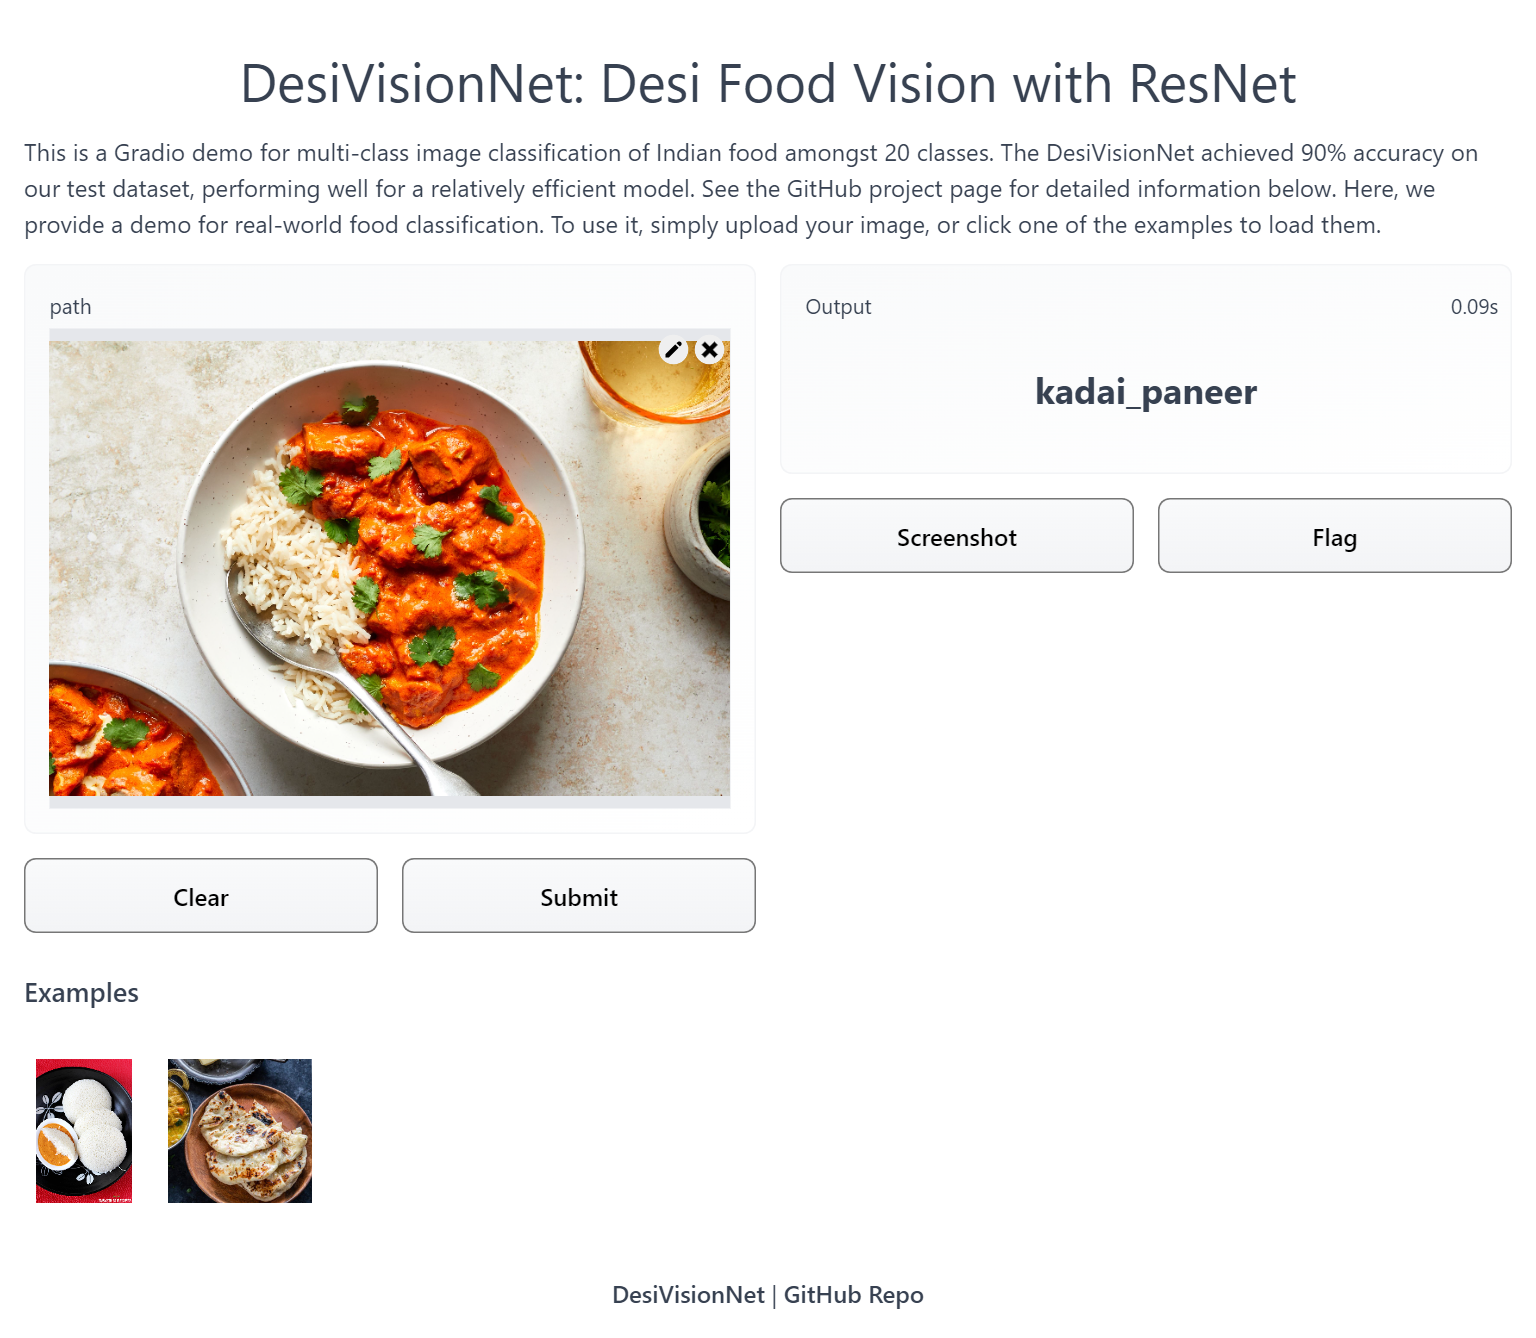 DesiVisionNet: Desi Food Vision with ResNet
This is a Gradio demo for multi-class image classification of Indian food amongst 20 classes. The DesiVisionNet achieved 90% accuracy on
our test dataset, performing well for a relatively efficient model. See the GitHub project page for detailed information below. Here, we
provide a demo for real-world food classification. To use it, simply upload your image, or click one of the examples to load them.
path
Output 0.09s
kadai_paneer
Screenshot Flag
Clear Submit
Examples
DesiVisionNet | GitHub Repo